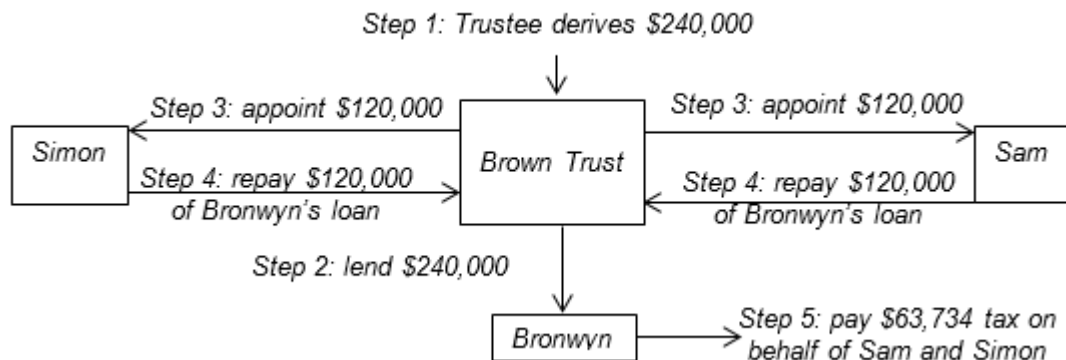 Step 1: Trustee derives $240,000
Step 3: appoint $120,000
Step 3: appoint $120,000
Simon
Brown Trust
Sam
Step 4: repay $120,000
of Bronwyn's loan
Step 4: repay $120,000
of Bronwyn's loan
Step 2: lend $240,000
Bronwyn
Step 5: pay $63,734 tax on
behalf of Sam and Simon